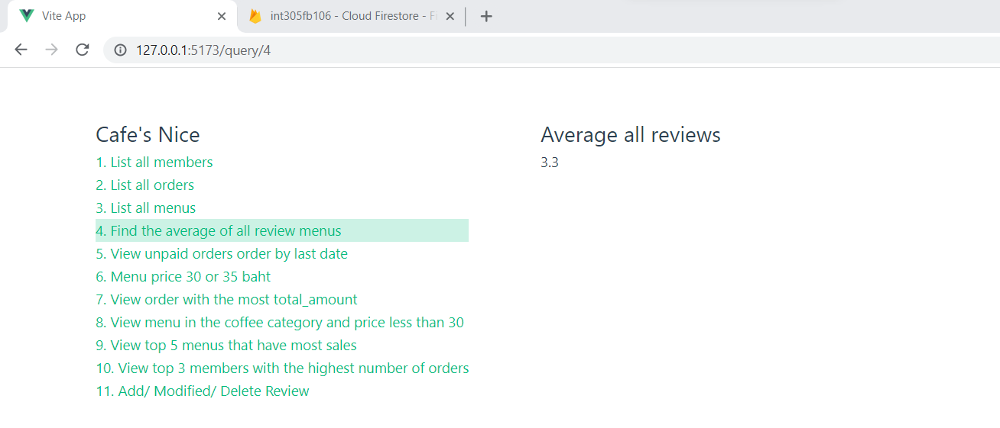 Vite App
int305fb106 - Cloud Firestore - Fi
127.0.0.1:5173/query/4
Cafe's Nice
1. List all members
2. List all orders
3. List all menus
4. Find the average of all review menus
5. View unpaid orders order by last date
6. Menu price 30 or 35 baht
7. View order with the most total_amount
8. View menu in the coffee category and price less than 30
9. View top 5 menus that have most sales
10. View top 3 members with the highest number of orders
11. Add/ Modified/ Delete Review
Average all reviews
3.3